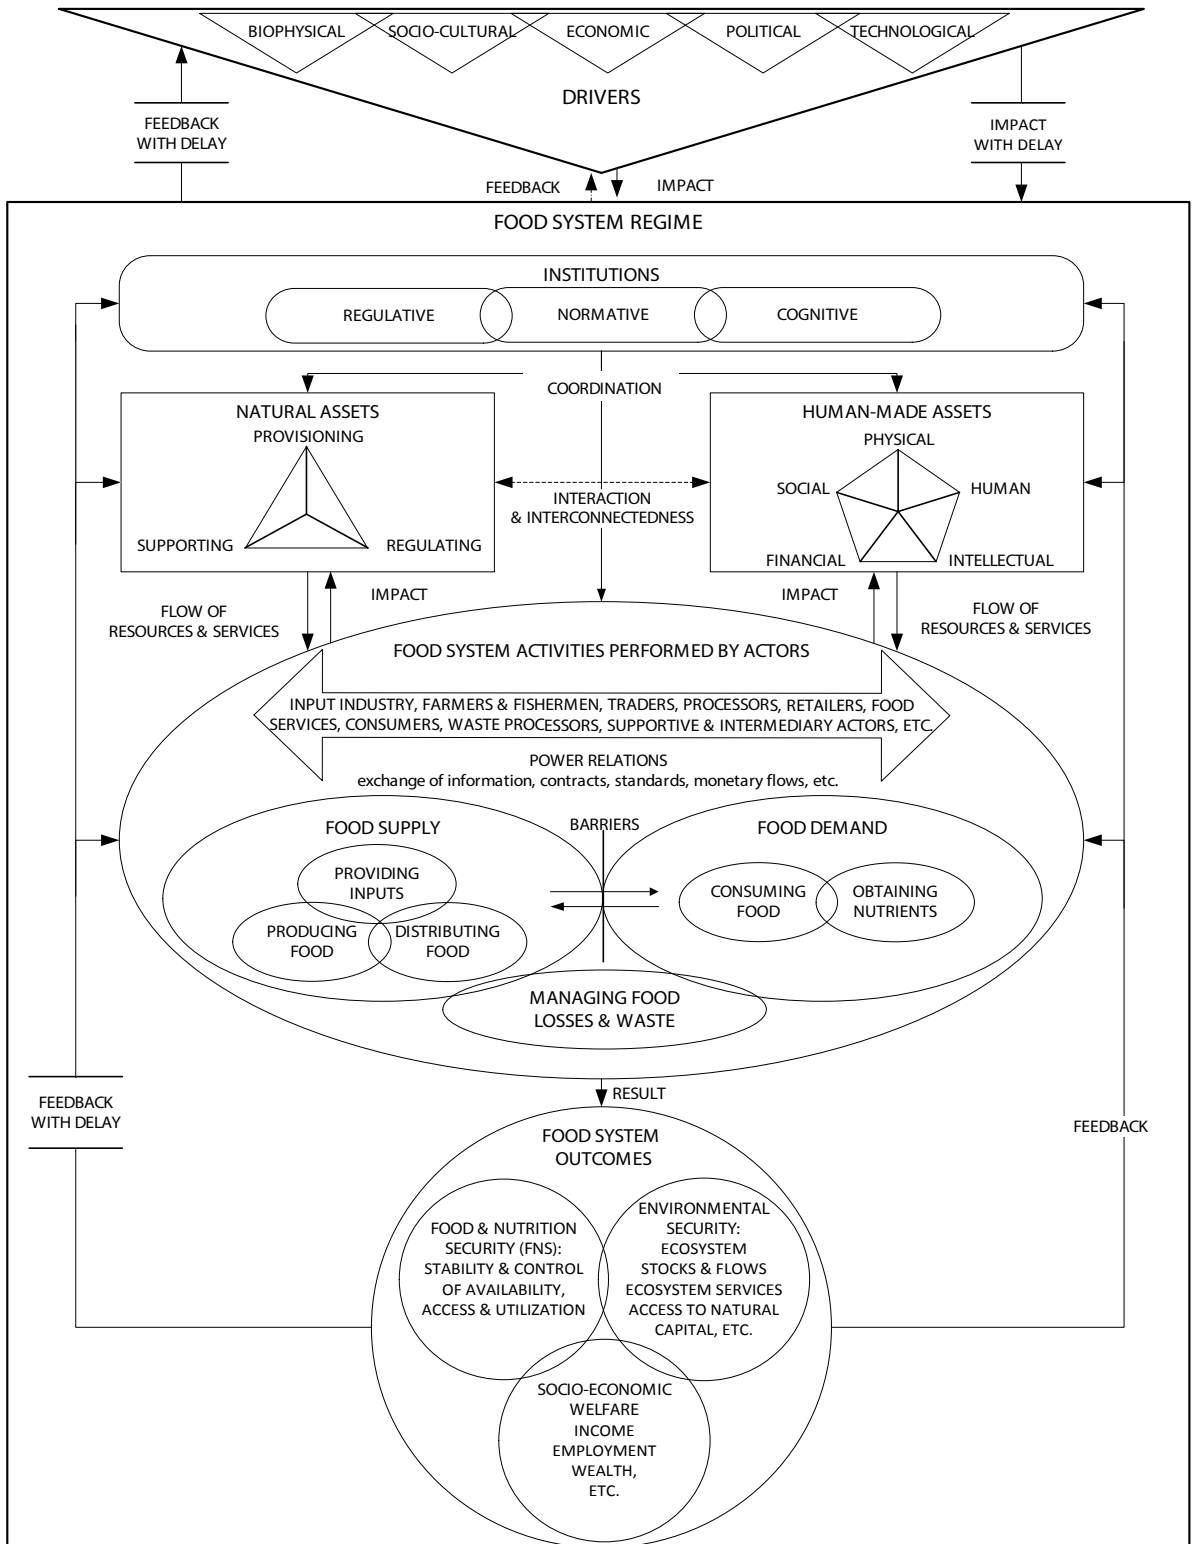 BIOPHYSICAL
SOCIO-CULTURAL
ECONOMIC
POLITICAL
TECHNOLOGICAL
DRIVERS
FEEDBACK
WITH DELAY
IMPACT
WITH DELAY
FEEDBACK
IMPACT
FOOD SYSTEM REGIME
INSTITUTIONS
REGULATIVE
NORMATIVE
COGNITIVE
COORDINATION
NATURAL ASSETS
PROVISIONING
SUPPORTING
REGULATING
HUMAN-MADE ASSETS
PHYSICAL
SOCIAL
HUMAN
FINANCIAL
INTELLECTUAL
INTERACTION
& INTERCONNECTEDNESS
FLOW OF
RESOURCES & SERVICES
IMPACT
IMPACT
FLOW OF
RESOURCES & SERVICES
FOOD SYSTEM ACTIVITIES PERFORMED BY ACTORS
INPUT INDUSTRY, FARMERS & FISHERMEN, TRADERS, PROCESSORS, RETAILERS, FOOD
SERVICES, CONSUMERS, WASTE PROCESSORS, SUPPORTIVE & INTERMEDIARY ACTORS, ETC.
POWER RELATIONS
exchange of information, contracts, standards, monetary flows, etc.
FOOD SUPPLY
BARRIERS
FOOD DEMAND
PROVIDING
INPUTS
PRODUCING
FOOD
DISTRIBUTING
FOOD
CONSUMING
FOOD
OBTAINING
NUTRIENTS
MANAGING FOOD
LOSSES & WASTE
RESULT
FEEDBACK
WITH DELAY
FEEDBACK
FOOD SYSTEM
OUTCOMES
FOOD & NUTRITION
SECURITY (FNS):
STABILITY & CONTROL
OF AVAILABILITY,
ACCESS & UTILIZATION
ENVIRONMENTAL
SECURITY:
ECOSYSTEM
STOCKS & FLOWS
ECOSYSTEM SERVICES
ACCESS TO NATURAL
CAPITAL, ETC.
SOCIO-ECONOMIC
WELFARE
INCOME
EMPLOYMENT
WEALTH,
ETC.